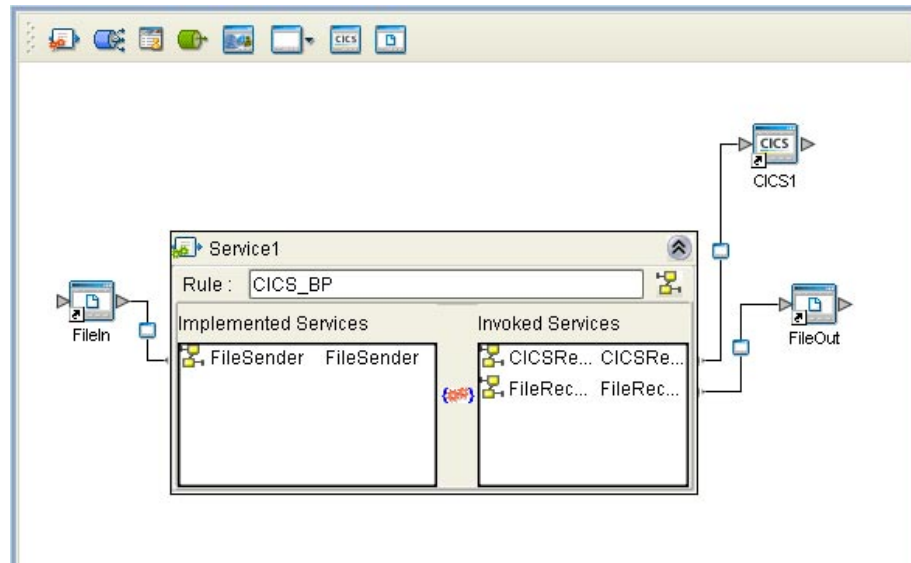 CICS
CICS
CICS1
Service1
Rule : CICS_BP
FileIn
Implemented Services
Invoked Services
FileSender FileSender
CICSRe... CICSRe...
FileRec... FileRec...
FileOut